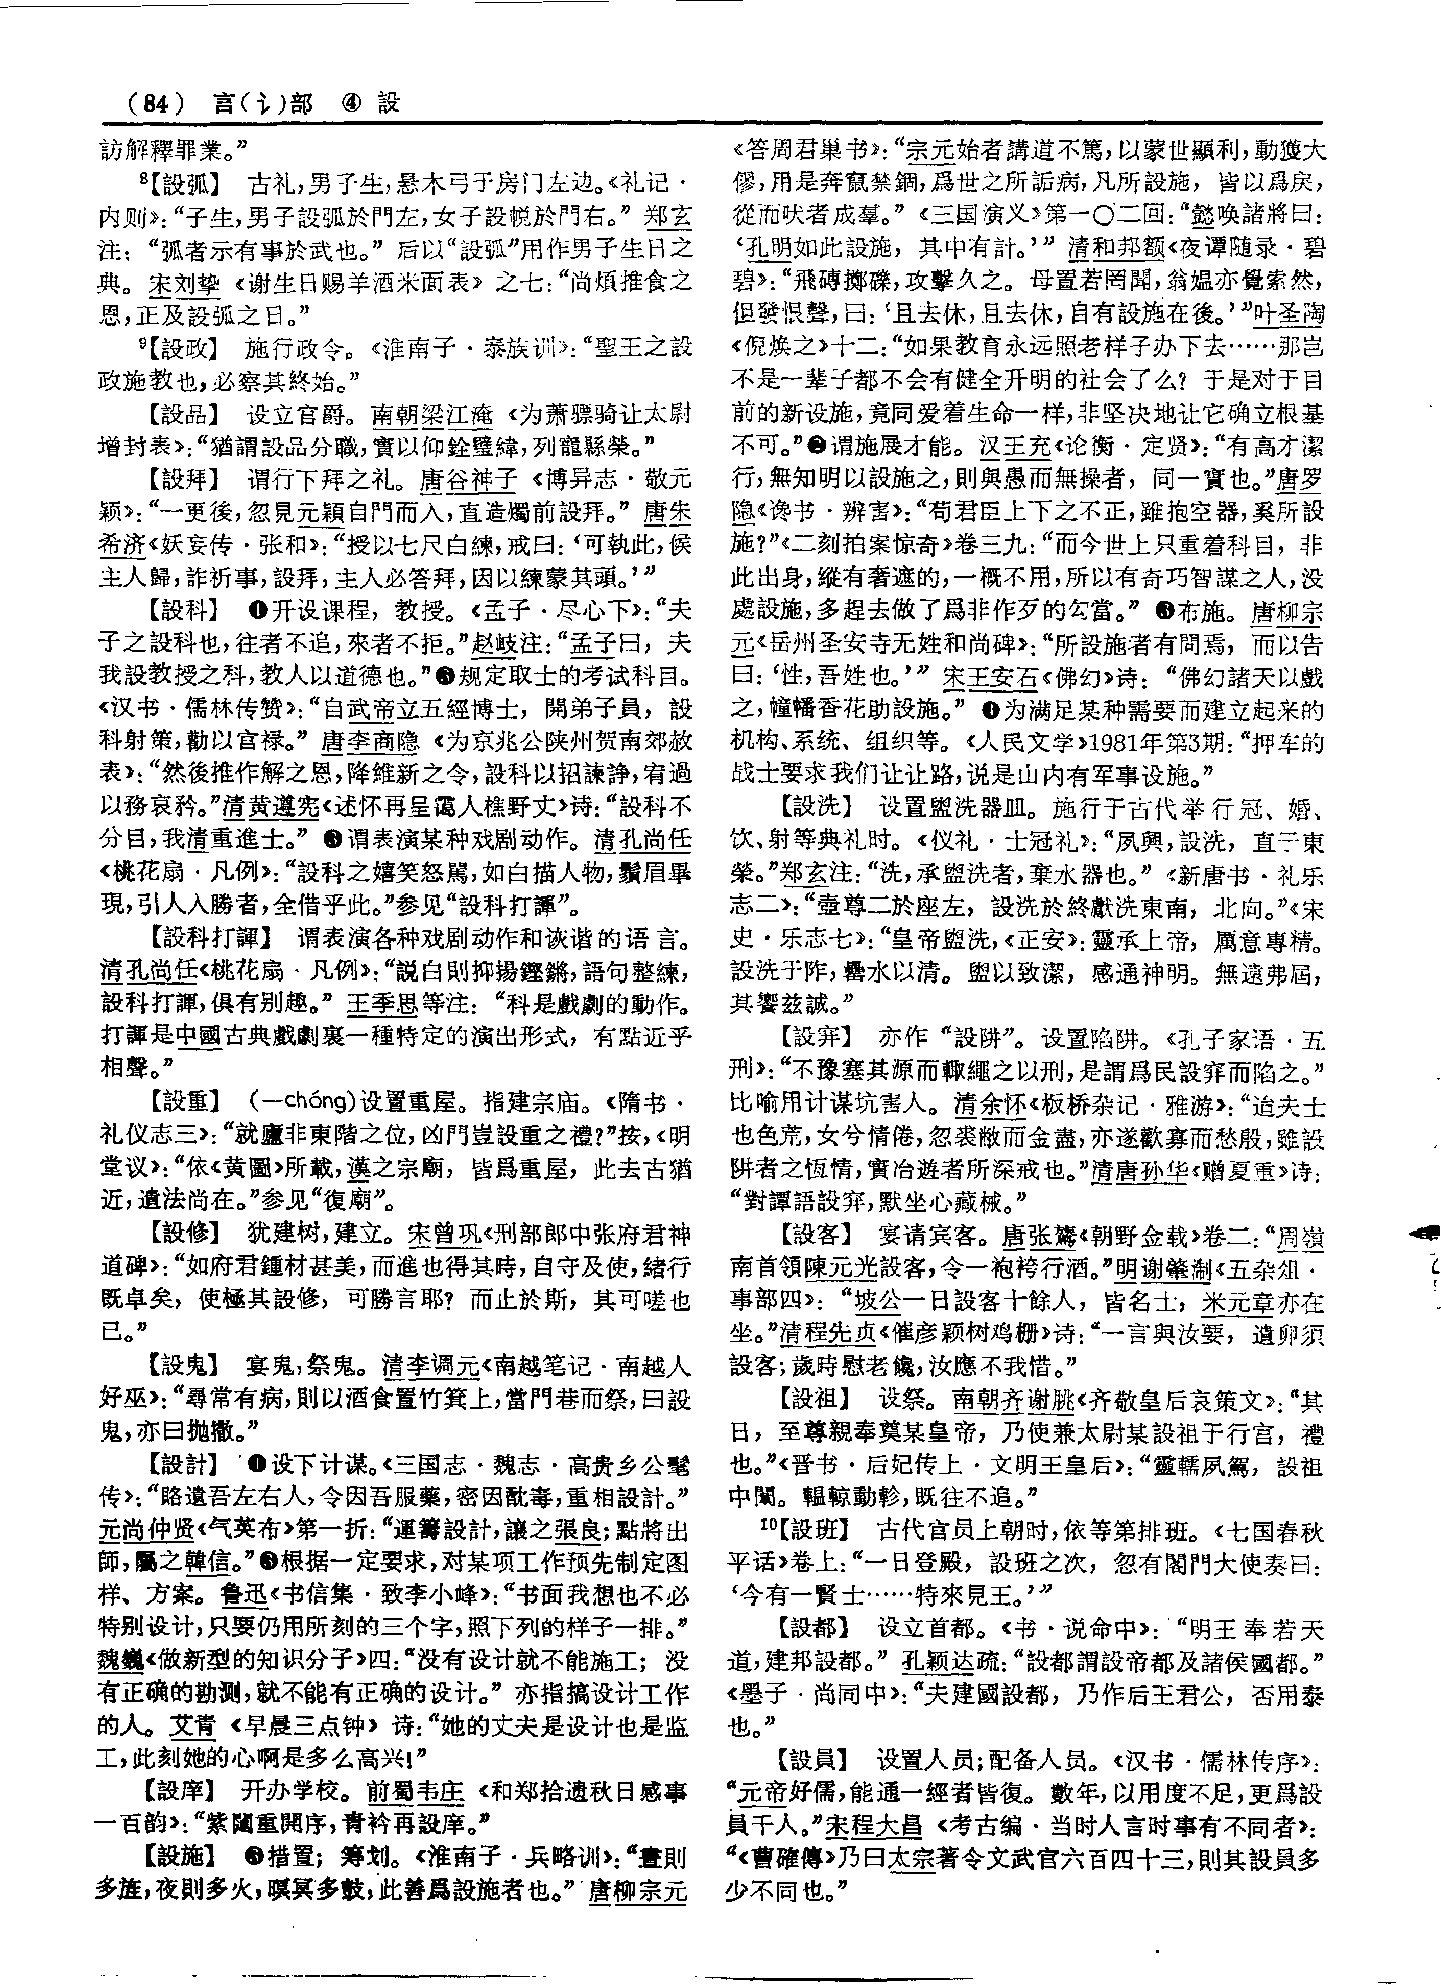 (84) 言(讠)部 ④ 設
訪解釋罪業。”
8【設弧】 古礼,男子生,悬木弓于房门左边。《礼记·
内则》:“子生,男子設弧於門左,女子設帨於門右。” 郑玄
注: “弧者示有事於武也。” 后以“設弧”用作男子生日之
典。 宋刘挚 《谢生日赐羊酒米面表》 之七:“尚煩推食之
恩,正及設弧之日。”
9【設政】 施行政令。《淮南子·泰族训》:“聖王之設
政施教也,必察其終始。”
【設品】 设立官爵。 南朝梁江淹 《为萧骠骑让太尉
增封表》:“猶謂設品分職,實以仰銓璽緯,列寵縣榮。”
【設拜】 谓行下拜之礼。唐谷神子 《博异志·敬元
颖》:“一更後,忽見元穎自門而入,直造燭前設拜。” 唐朱
希济《妖妄传·张和》:“授以七尺白練,戒曰:‘可執此,侯
主人歸,詐祈事,設拜,主人必答拜,因以練蒙其頭。’”
【設科】 ❶开设课程, 教授。《孟子·尽心下》:“夫
子之設科也,往者不追,來者不拒。”赵岐注:“孟子曰, 夫
我設教授之科,教人以道德也。”❷规定取士的考试科目。
《汉书·儒林传赞》:“自武帝立五經博士, 開弟子員, 設
科射策,勸以官禄。” 唐李商隐 《为京兆公陕州贺南郊赦
表》:“然後推作解之恩,降維新之令,設科以招諫諍,宥過
以務哀矜。”清黄遵宪《述怀再呈霭人樵野丈》诗:“設科不
分目,我清重進士。” ❸谓表演某种戏剧动作。清孔尚任
《桃花扇·凡例》:“設科之嬉笑怒駡,如白描人物,鬚眉畢
現,引人入勝者,全借乎此。”参见“設科打諢”。
【設科打諢】 谓表演各种戏剧动作和诙谐的语言。
清孔尚任《桃花扇·凡例》:“説白則抑揚鏗鏘,語句整練,
設科打諢,俱有别趣。” 王季思等注: “科是戲劇的動作。
打諢是中國古典戲劇裏一種特定的演出形式, 有點近乎
相聲。”
【設重】 (—chóng)设置重屋。指建宗庙。《隋书·
礼仪志三》:“就廬非東階之位,凶門豈設重之禮?”按,《明
堂议》:“依《黄圖》所載,漢之宗廟, 皆爲重屋, 此去古猶
近,遺法尚在。”参见“復廟”。
【設修】 犹建树,建立。宋曾巩《刑部郎中张府君神
道碑》:“如府君鍾材甚美,而進也得其時,自守及使,緒行
既卓矣, 使極其設修, 可勝言耶? 而止於斯, 其可嗟也
已。”
【設鬼】 宴鬼,祭鬼。 清李调元《南越笔记·南越人
好巫》:“尋常有病,則以酒食置竹箕上,當門巷而祭,曰設
鬼,亦曰抛撒。”
【設計】 ❶设下计谋。《三国志·魏志·高贵乡公髦
传》:“賂遺吾左右人,令因吾服藥,密因酖毒,重相設計。”
元尚仲贤《气英布》第一折:“運籌設計,讓之張良;點將出
師,屬之韓信。”❷根据一定要求,对某项工作预先制定图
样、方案。 鲁迅《书信集·致李小峰》:“书面我想也不必
特别设计,只要仍用所刻的三个字,照下列的样子一排。”
魏巍《做新型的知识分子》四:“没有设计就不能施工; 没
有正确的勘测,就不能有正确的设计。” 亦指搞设计工作
的人。 艾青 《早晨三点钟》 诗:“她的丈夫是设计也是监
工,此刻她的心啊是多么高兴!”
【設庠】 开办学校。 前蜀韦庄 《和郑拾遗秋日感事
一百韵》:“紫闥重開序,青衿再設庠。”
【設施】 ❶措置; 筹划。《淮南子·兵略训》:“晝則
多旌,夜則多火,暝冥多鼓,此善爲設施者也。” 唐柳宗元
《答周君巢书》:“宗元始者講道不篤,以蒙世顯利,動獲大
僇,用是奔竄禁錮,爲世之所詬病,凡所設施, 皆以爲戾,
從而吠者成羣。” 《三国演义》第一〇二回:“懿唤諸將曰:
‘孔明如此設施, 其中有計。’” 清和邦额《夜谭随录·碧
碧》:“飛磚擲礫,攻擊久之。 母置若罔聞,翁媪亦覺索然,
但發恨聲,曰:‘且去休,且去休,自有設施在後。’”叶圣陶
《倪焕之》十二:“如果教育永远照老样子办下去……那岂
不是一辈子都不会有健全开明的社会了么? 于是对于目
前的新设施,竟同爱着生命一样,非坚决地让它确立根基
不可。”❷谓施展才能。汉王充《论衡·定贤》:“有高才潔
行,無知明以設施之,則與愚而無操者, 同一實也。”唐罗
隐《谗书·辨害》:“苟君臣上下之不正,雖抱空器,奚所設
施?”《二刻拍案惊奇》卷三九:“而今世上只重着科目, 非
此出身,縱有奢遮的,一概不用,所以有奇巧智謀之人,没
處設施,多趕去做了爲非作歹的勾當。” ❸布施。唐柳宗
元《岳州圣安寺无姓和尚碑》:“所設施者有問焉, 而以告
曰:‘性,吾姓也。’” 宋王安石《佛幻》诗: “佛幻諸天以戲
之,幢幡香花助設施。” ❹为满足某种需要而建立起来的
机构、系统、组织等。《人民文学》1981年第3期:“押车的
战士要求我们让让路,说是山内有军事设施。”
【設洗】 设置盥洗器皿。施行于古代举行冠、婚、
饮、射等典礼时。《仪礼·士冠礼》:“夙興,設洗, 直于東
榮。”郑玄注:“洗,承盥洗者,棄水器也。” 《新唐书·礼乐
志二》:“壺尊二於座左, 設洗於終獻洗東南, 北向。”《宋
史·乐志七》:“皇帝盥洗,《正安》:靈承上帝, 厲意專精。
設洗于阼,罍水以清。盥以致潔, 感通神明。無遠弗届,
其饗兹誠。”
【設穽】 亦作 “設阱”。设置陷阱。《孔子家语·五
刑》:“不豫塞其源而輙繩之以刑,是謂爲民設穽而陷之。”
比喻用计谋坑害人。 清余怀《板桥杂记·雅游》:“迨夫士
也色荒,女兮情倦,忽裘敝而金盡,亦遂歡寡而愁殷,雖設
阱者之恆情,實冶遊者所深戒也。”清唐孙华《赠夏重》诗:
“對譚語設穽,默坐心藏械。”
【設客】 宴请宾客。唐张鷟《朝野佥载》卷二:“周嶺
南首領陳元光設客,令一袍袴行酒。”明谢肇淛《五杂俎·
事部四》: “坡公一日設客十餘人, 皆名士, 米元章亦在
坐。”清程先贞《催彦颖树鸡栅》诗:“一言與汝要, 遺卵須
設客;歲時慰老饞,汝應不我惜。”
【設祖】 设祭。南朝齐谢朓《齐敬皇后哀策文》:“其
日, 至尊親奉奠某皇帝, 乃使兼太尉某設祖于行宫, 禮
也。”《晋书·后妃传上·文明王皇后》:“靈轜夙駕, 設祖
中闈。輼輬動軫,既往不追。”
10【設班】 古代官员上朝时,依等第排班。《七国春秋
平话》卷上:“一日登殿, 設班之次, 忽有閤門大使奏曰:
‘今有一賢士……特來見王。’”
【設都】 设立首都。《书·说命中》: “明王奉若天
道,建邦設都。” 孔颖达疏:“設都謂設帝都及諸侯國都。”
《墨子·尚同中》:“夫建國設都, 乃作后王君公, 否用泰
也。”
【設員】 设置人员;配备人员。《汉书·儒林传序》:
“元帝好儒,能通一經者皆復。數年,以用度不足,更爲設
員千人。”宋程大昌 《考古编·当时人言时事有不同者》:
“《曹確傳》乃曰太宗著令文武官六百四十三,則其設員多
少不同也。”